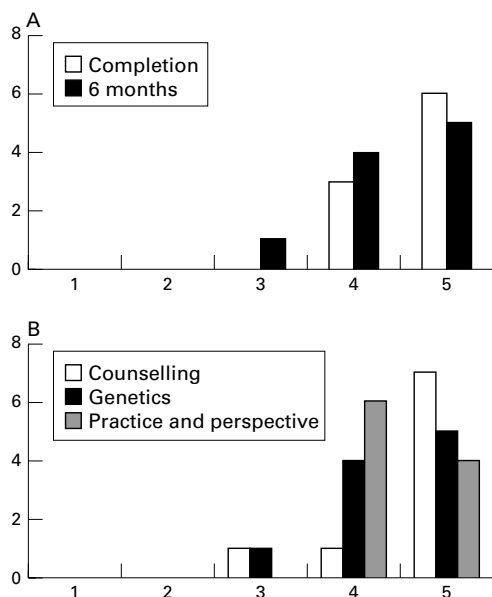 A
8
Completion
6 months
6
4
2
0
1 2 3 4 5
B
8
Counselling
Genetics
Practice and perspective
6
4
2
0
1 2 3 4 5